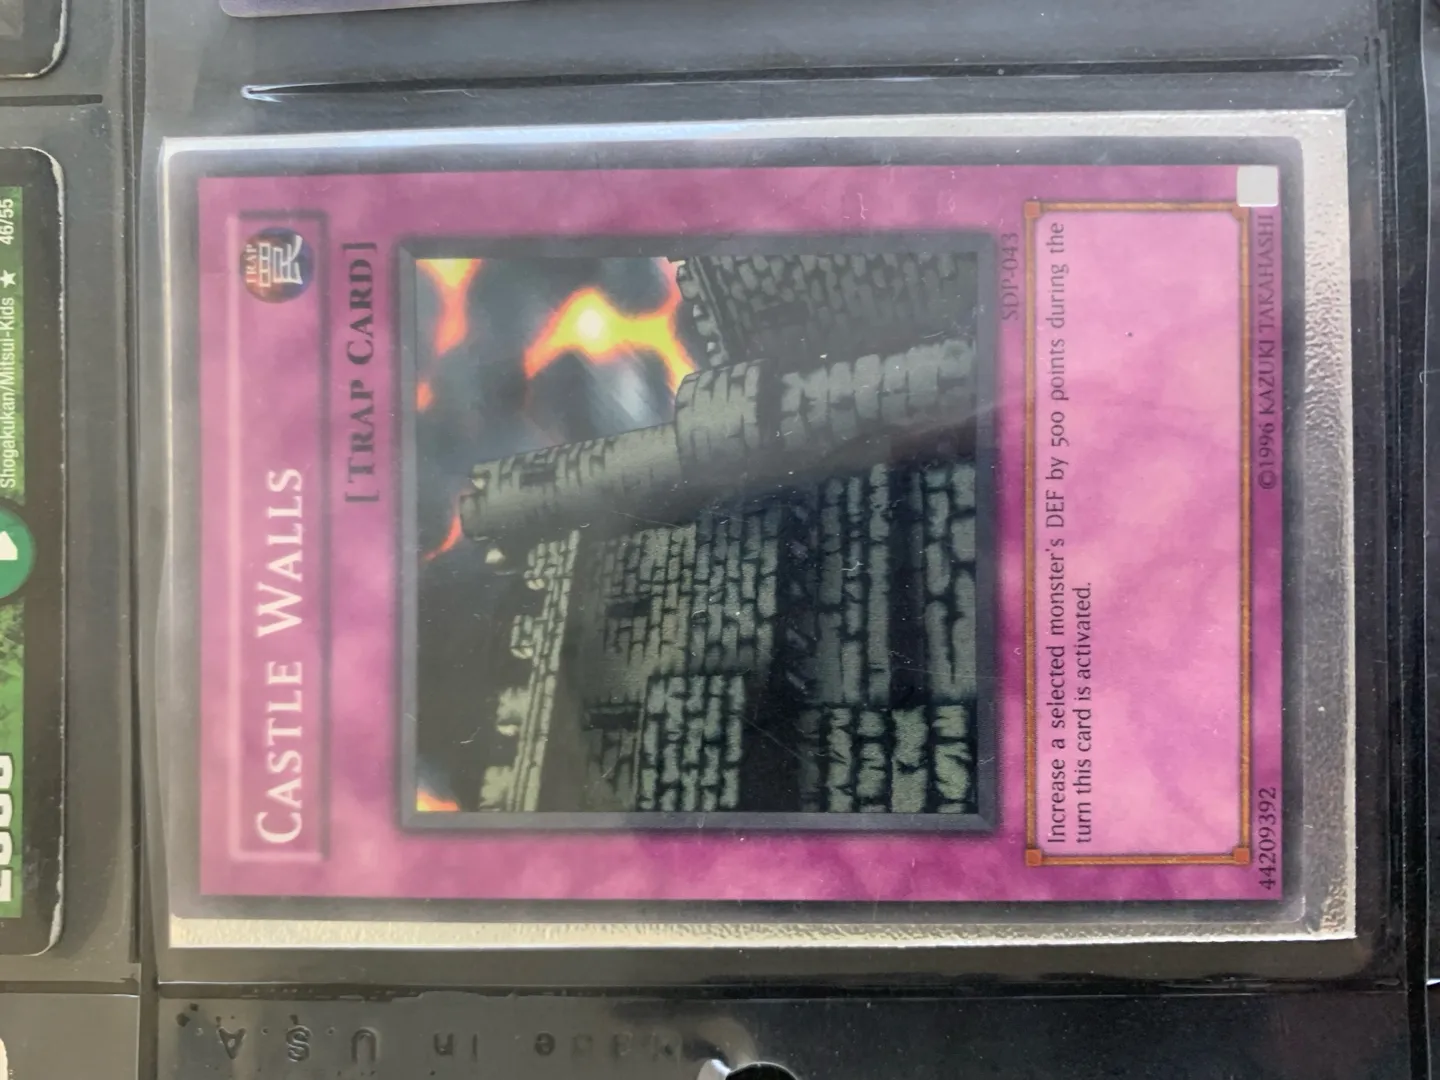 CASTLE WALLS
TRAP
罠
[TRAP CARD]
SDP-043
Increase a selected monster's DEF by 500 points during the
turn this card is activated.
44209392
©1996 KAZUKI TAKAHASHI
Shogakukan/Mitsui-Kids ★ 46/55
Made in U.S.A.